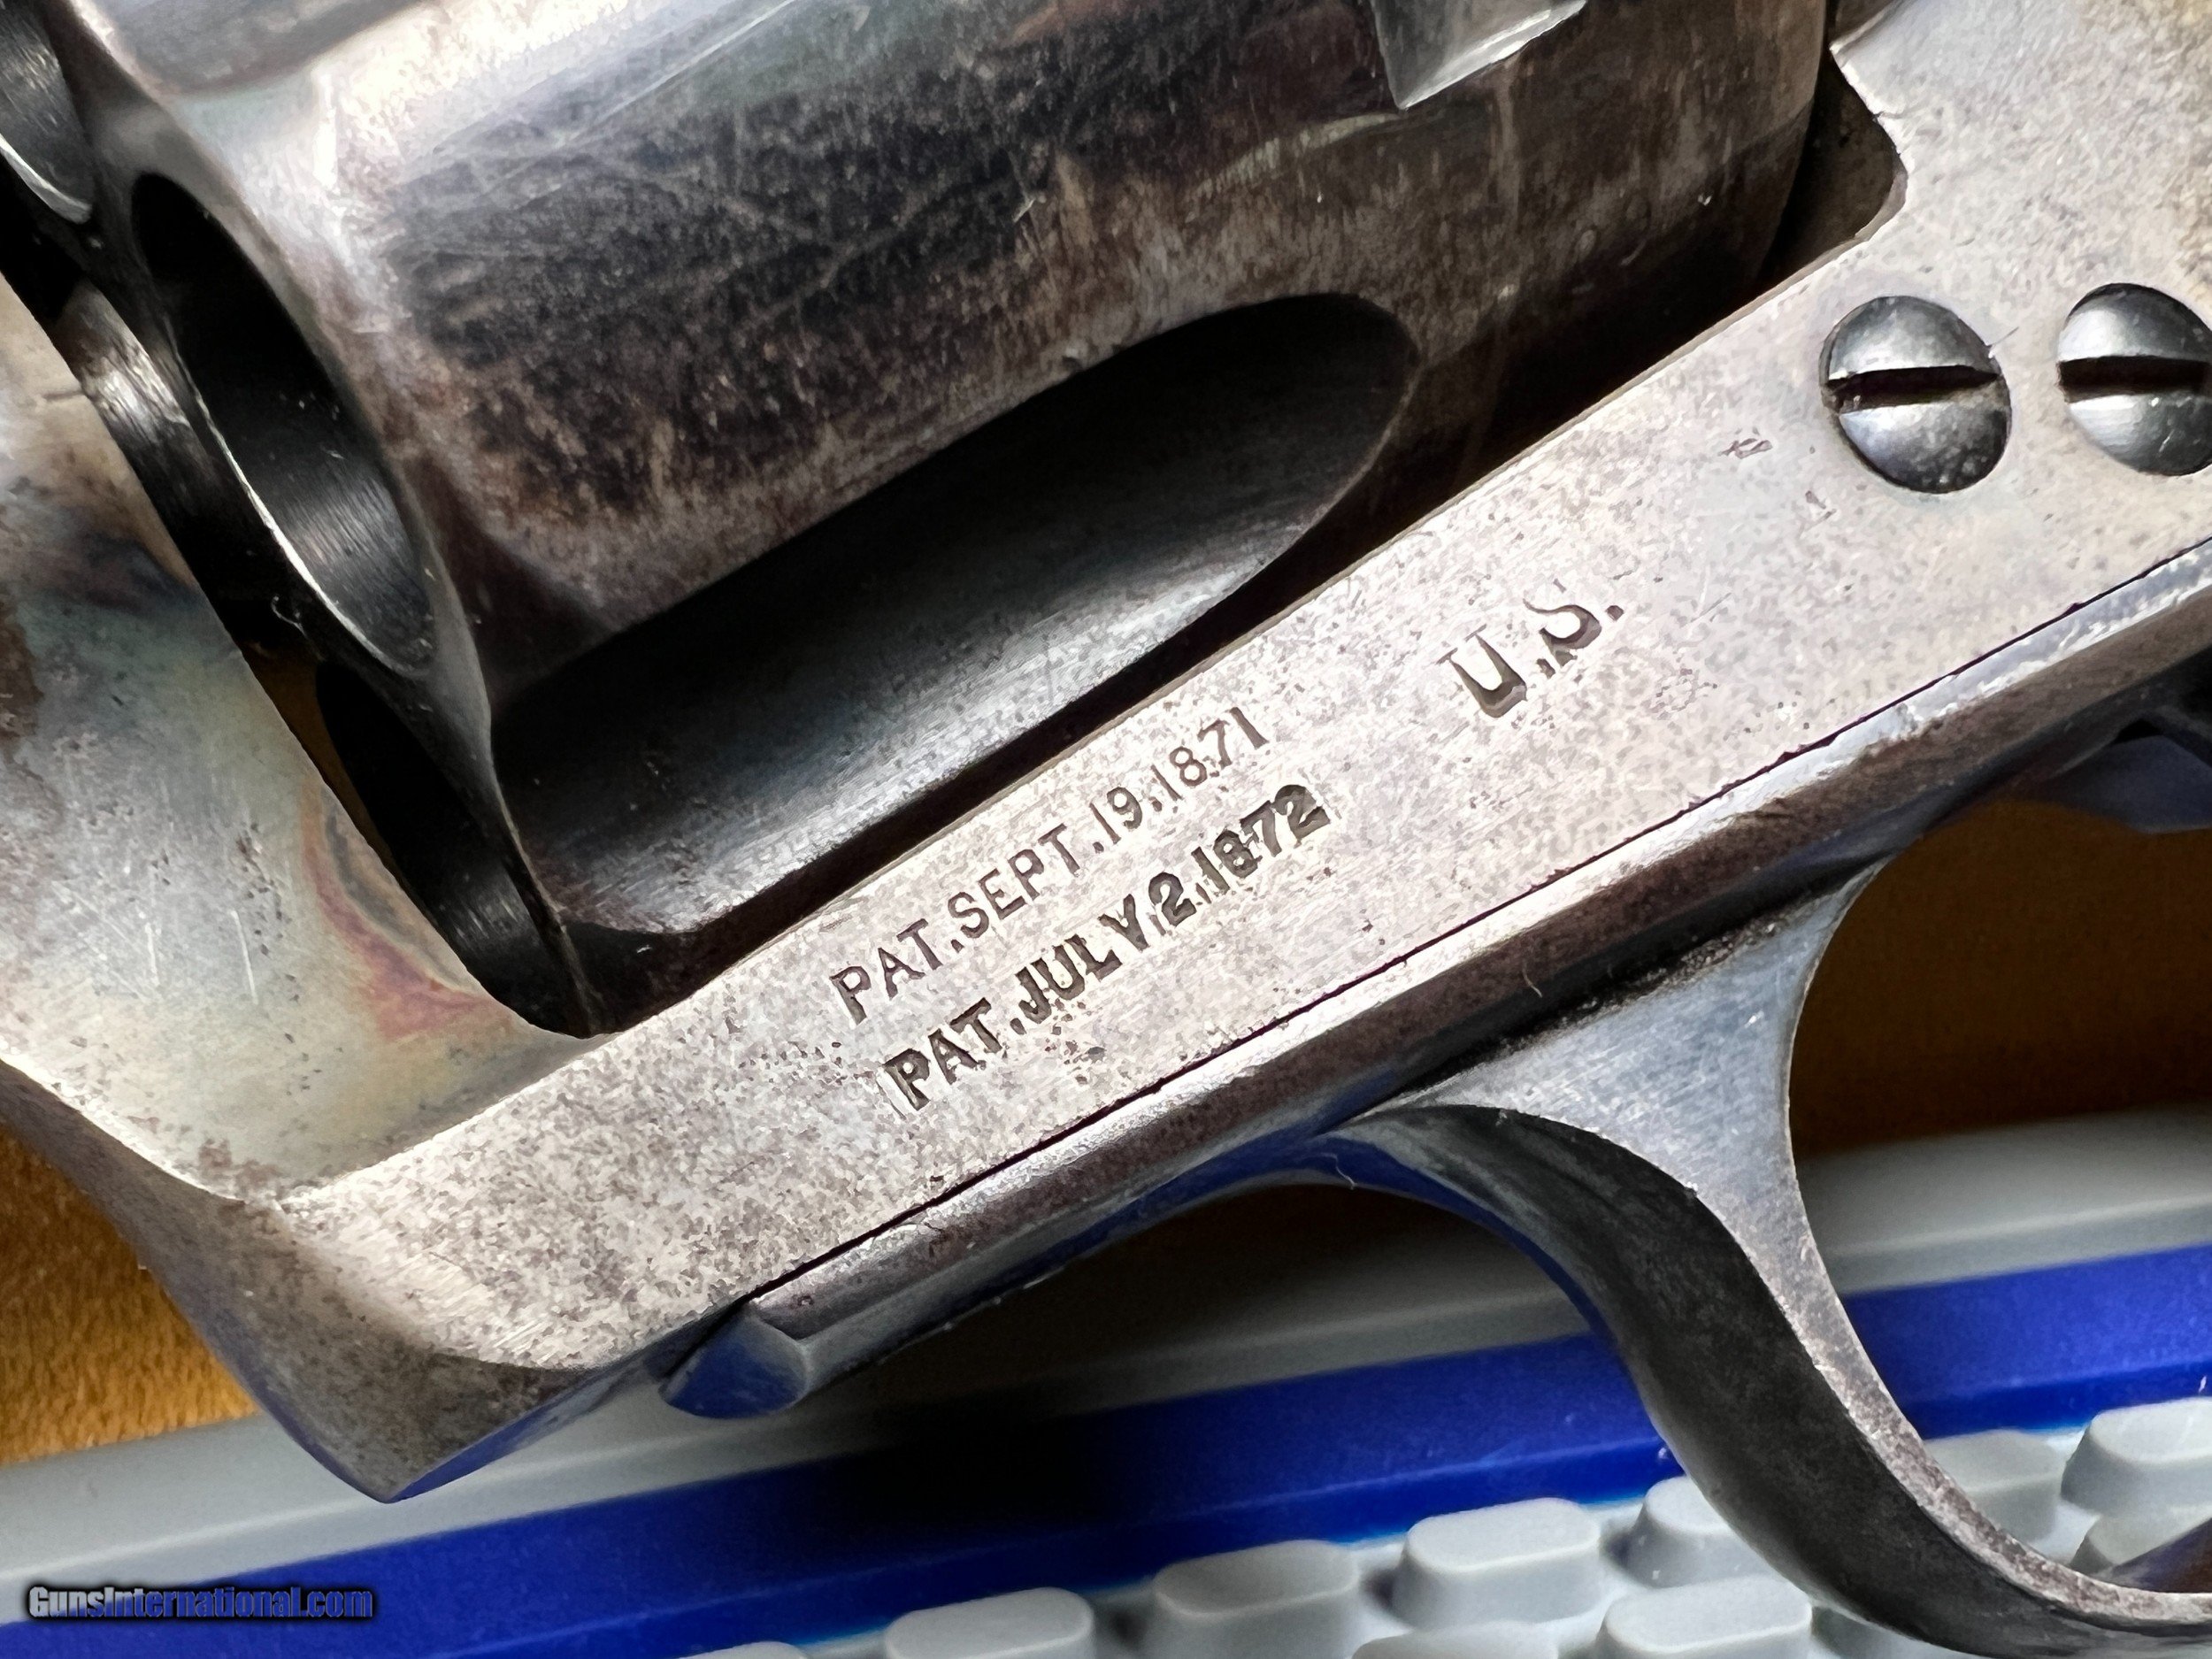 PAT.SEPT.19.1871
PAT.JULY.2.1872
U.S.
GunsInternational.com